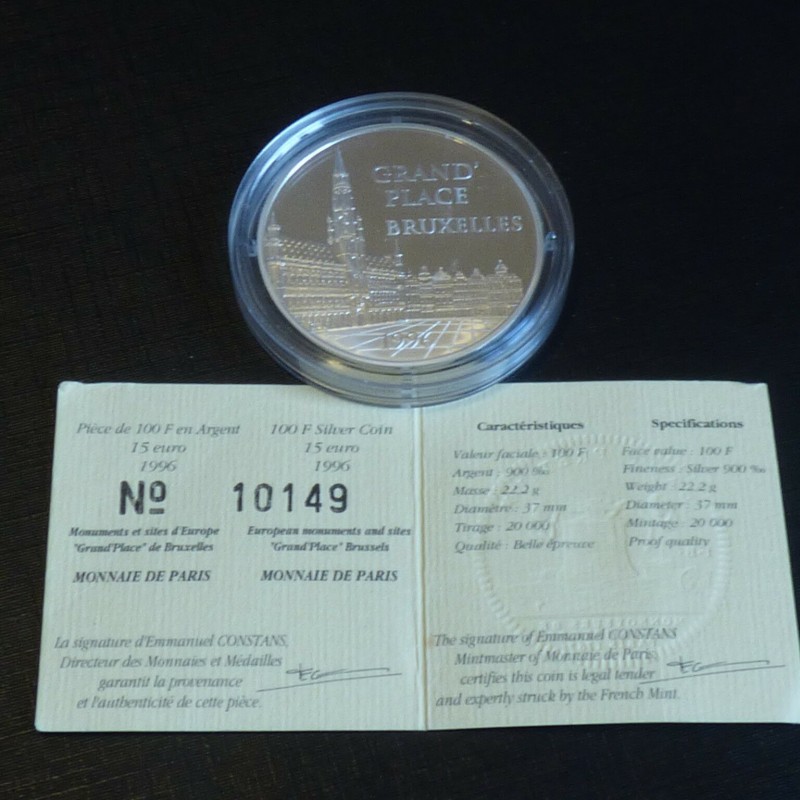 GRAND'
PLACE
BRUXELLES
1996
Pièce de 100 F en Argent
15 euro
1996
Nº 10149
Monuments et sites d'Europe
"Grand'Place" de Bruxelles
MONNAIE DE PARIS
La signature d'Emmanuel CONSTANS,
Directeur des Monnaies et Médailles
garantit la provenance
et l'authenticité de cette pièce.
100 F Silver Coin
15 euro
1996
European monuments and sites
"Grand'Place" Brussels
MONNAIE DE PARIS
Caractéristiques
Valeur faciale : 100 F
Argent : 900 ‰
Masse : 22,2 g
Diamètre : 37 mm
Tirage : 20 000
Qualité : Belle épreuve
Specifications
Face value : 100 F
Fineness : Silver 900 ‰
Weight : 22.2 g
Diameter : 37 mm
Mintage : 20 000
Proof quality
The signature of Emmanuel CONSTANS
Mintmaster of Monnaie de Paris,
certifies this coin is legal tender
and expertly struck by the French Mint.